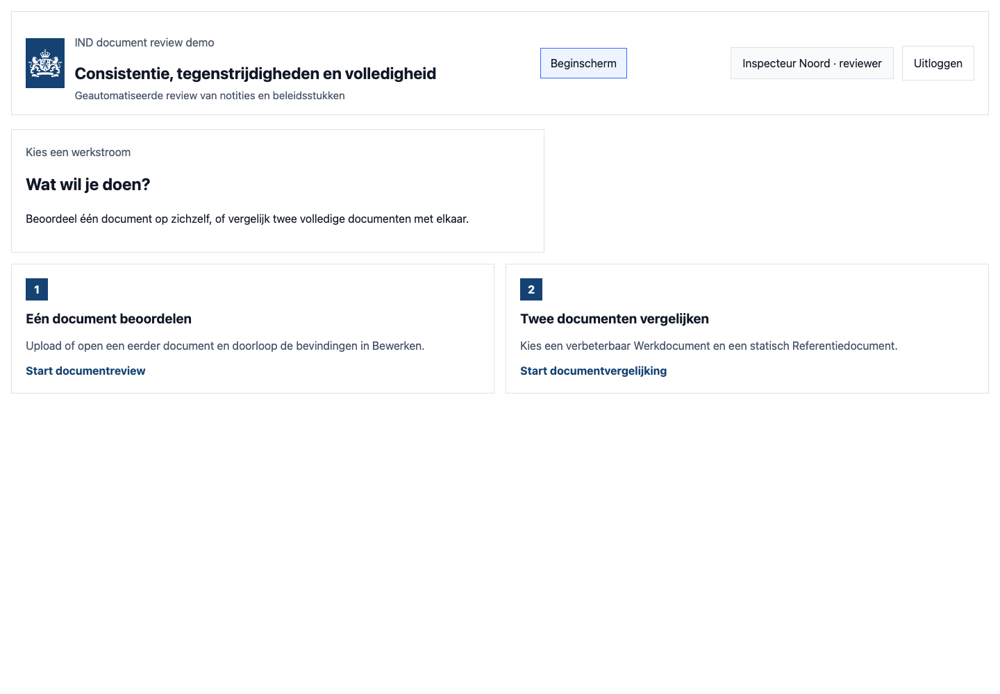 IND document review demo
Consistentie, tegenstrijdigheden en volledigheid
Geautomatiseerde review van notities en beleidsstukken
Beginscherm
Inspecteur Noord · reviewer
Uitloggen
Kies een werkstroom
Wat wil je doen?
Beoordeel één document op zichzelf, of vergelijk twee volledige documenten met elkaar.
1
Eén document beoordelen
Upload of open een eerder document en doorloop de bevindingen in Bewerken.
Start documentreview
2
Twee documenten vergelijken
Kies een verbeterbaar Werkdocument en een statisch Referentiedocument.
Start documentvergelijking